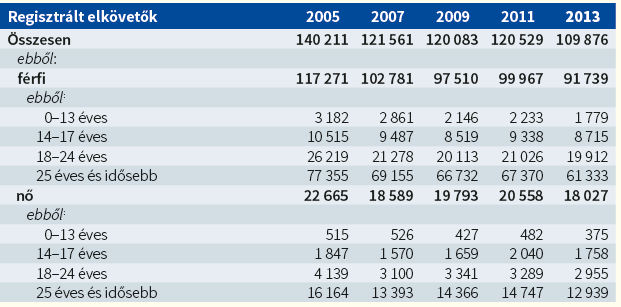 Regisztrált elkövetők 2005 2007 2009 2011 2013
Összesen 140 211 121 561 120 083 120 529 109 876
ebből:
férfi 117 271 102 781 97 510 99 967 91 739
ebből:
0–13 éves 3 182 2 861 2 146 2 233 1 779
14–17 éves 10 515 9 487 8 519 9 338 8 715
18–24 éves 26 219 21 278 20 113 21 026 19 912
25 éves és idősebb 77 355 69 155 66 732 67 370 61 333
nő 22 665 18 589 19 793 20 558 18 027
ebből:
0–13 éves 515 526 427 482 375
14–17 éves 1 847 1 570 1 659 2 040 1 758
18–24 éves 4 139 3 100 3 341 3 289 2 955
25 éves és idősebb 16 164 13 393 14 366 14 747 12 939